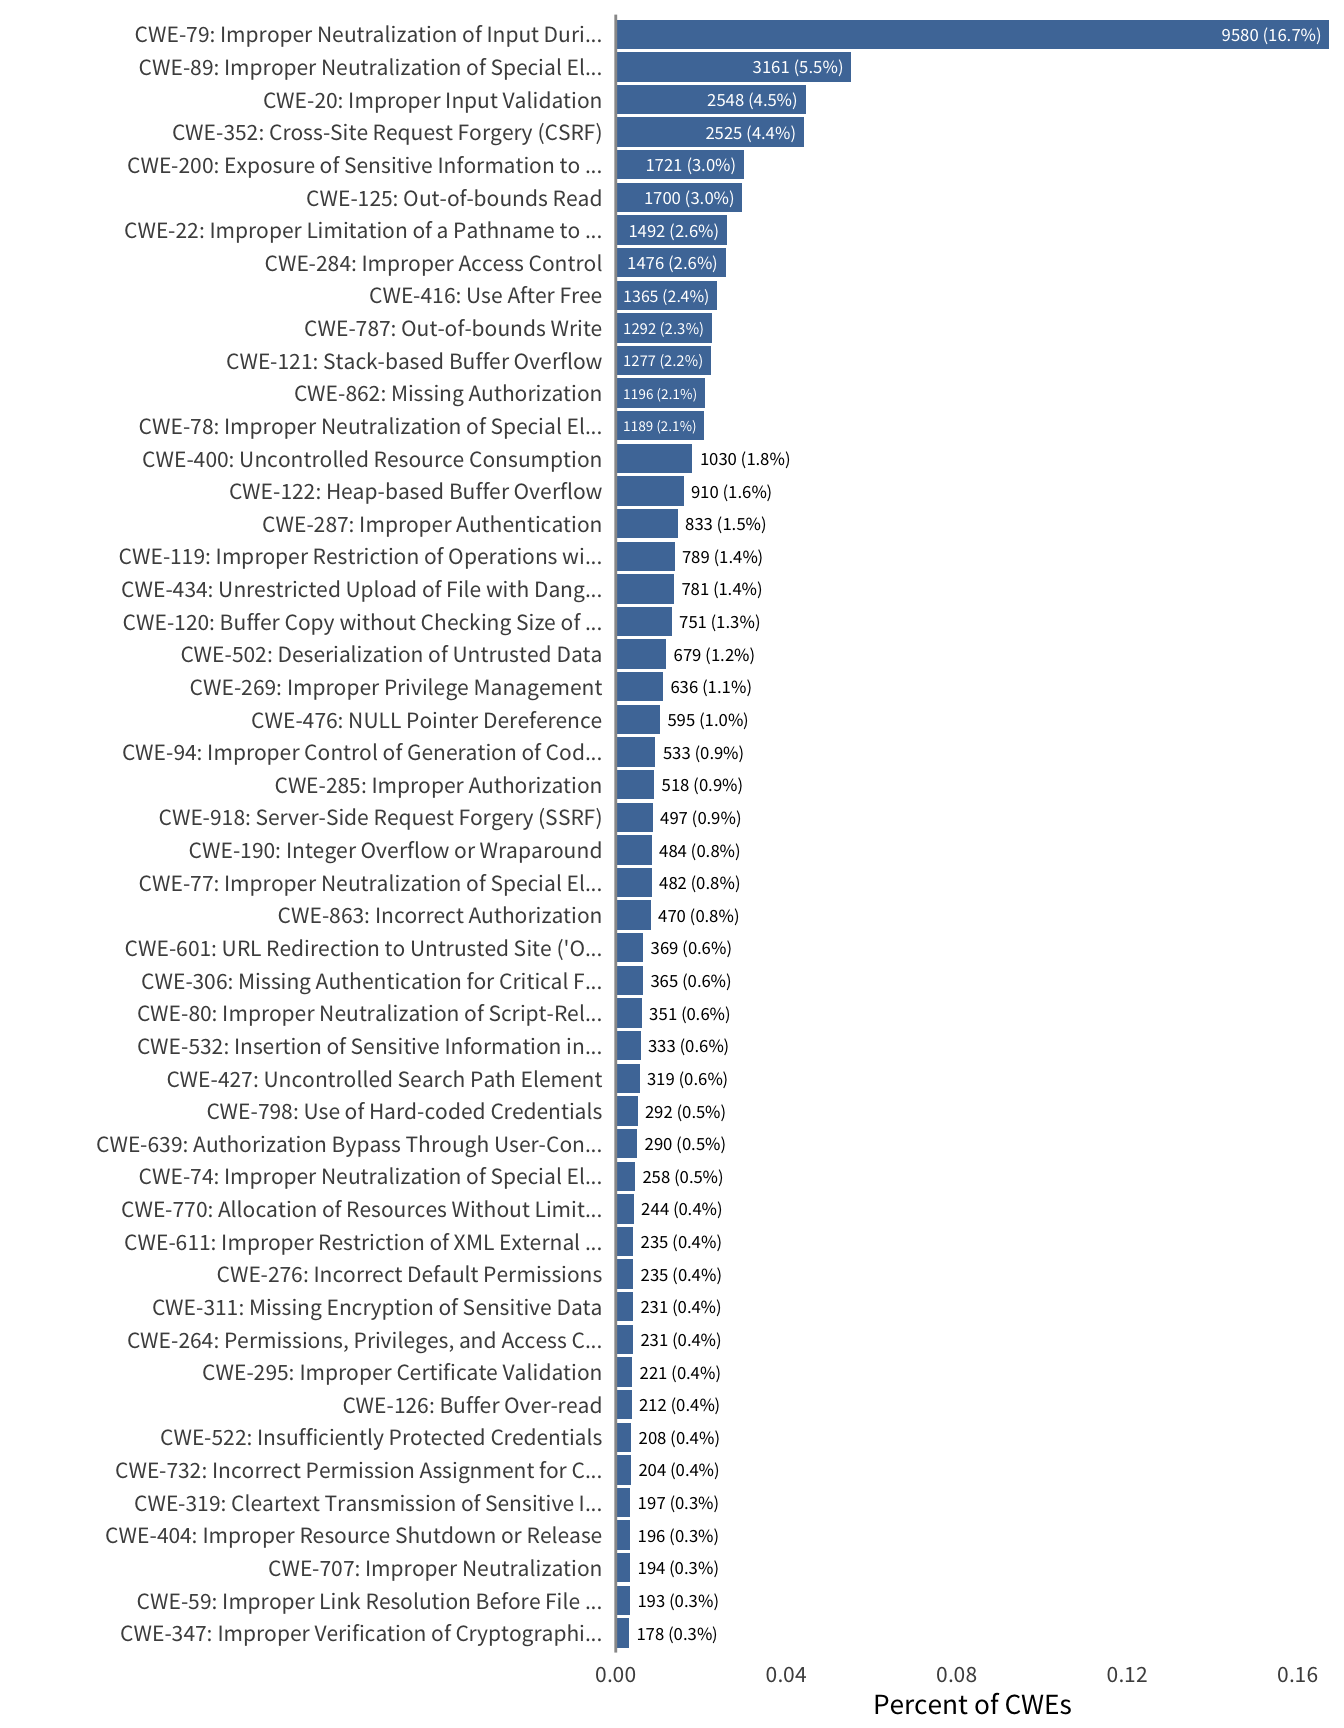 CWE-79: Improper Neutralization of Input Duri... 9580 (16.7%)
CWE-89: Improper Neutralization of Special El... 3161 (5.5%)
CWE-20: Improper Input Validation 2548 (4.5%)
CWE-352: Cross-Site Request Forgery (CSRF) 2525 (4.4%)
CWE-200: Exposure of Sensitive Information to ... 1721 (3.0%)
CWE-125: Out-of-bounds Read 1700 (3.0%)
CWE-22: Improper Limitation of a Pathname to ... 1492 (2.6%)
CWE-284: Improper Access Control 1476 (2.6%)
CWE-416: Use After Free 1365 (2.4%)
CWE-787: Out-of-bounds Write 1292 (2.3%)
CWE-121: Stack-based Buffer Overflow 1277 (2.2%)
CWE-862: Missing Authorization 1196 (2.1%)
CWE-78: Improper Neutralization of Special El... 1189 (2.1%)
CWE-400: Uncontrolled Resource Consumption 1030 (1.8%)
CWE-122: Heap-based Buffer Overflow 910 (1.6%)
CWE-287: Improper Authentication 833 (1.5%)
CWE-119: Improper Restriction of Operations wi... 789 (1.4%)
CWE-434: Unrestricted Upload of File with Dang... 781 (1.4%)
CWE-120: Buffer Copy without Checking Size of ... 751 (1.3%)
CWE-502: Deserialization of Untrusted Data 679 (1.2%)
CWE-269: Improper Privilege Management 636 (1.1%)
CWE-476: NULL Pointer Dereference 595 (1.0%)
CWE-94: Improper Control of Generation of Cod... 533 (0.9%)
CWE-285: Improper Authorization 518 (0.9%)
CWE-918: Server-Side Request Forgery (SSRF) 497 (0.9%)
CWE-190: Integer Overflow or Wraparound 484 (0.8%)
CWE-77: Improper Neutralization of Special El... 482 (0.8%)
CWE-863: Incorrect Authorization 470 (0.8%)
CWE-601: URL Redirection to Untrusted Site ('O... 369 (0.6%)
CWE-306: Missing Authentication for Critical F... 365 (0.6%)
CWE-80: Improper Neutralization of Script-Rel... 351 (0.6%)
CWE-532: Insertion of Sensitive Information in... 333 (0.6%)
CWE-427: Uncontrolled Search Path Element 319 (0.6%)
CWE-798: Use of Hard-coded Credentials 292 (0.5%)
CWE-639: Authorization Bypass Through User-Con... 290 (0.5%)
CWE-74: Improper Neutralization of Special El... 258 (0.5%)
CWE-770: Allocation of Resources Without Limit... 244 (0.4%)
CWE-611: Improper Restriction of XML External ... 235 (0.4%)
CWE-276: Incorrect Default Permissions 235 (0.4%)
CWE-311: Missing Encryption of Sensitive Data 231 (0.4%)
CWE-264: Permissions, Privileges, and Access C... 231 (0.4%)
CWE-295: Improper Certificate Validation 221 (0.4%)
CWE-126: Buffer Over-read 212 (0.4%)
CWE-522: Insufficiently Protected Credentials 208 (0.4%)
CWE-732: Incorrect Permission Assignment for C... 204 (0.4%)
CWE-319: Cleartext Transmission of Sensitive I... 197 (0.3%)
CWE-404: Improper Resource Shutdown or Release 196 (0.3%)
CWE-707: Improper Neutralization 194 (0.3%)
CWE-59: Improper Link Resolution Before File ... 193 (0.3%)
CWE-347: Improper Verification of Cryptographi... 178 (0.3%)
0.00 0.04 0.08 0.12 0.16
Percent of CWEs